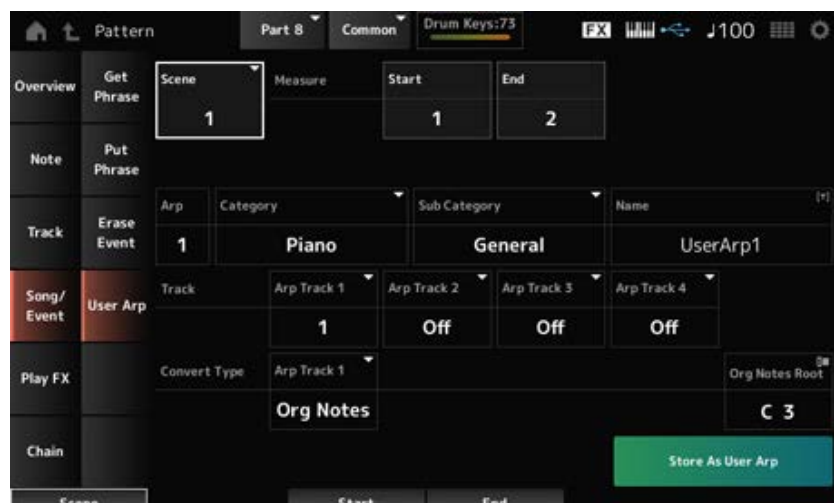 Pattern
Part 8
Common
Drum Keys:73
FX
♩100
Overview
Get
Phrase
Scene
1
Measure
Start
1
End
2
Note
Put
Phrase
Track
Erase
Event
Arp
1
Category
Piano
Sub Category
General
Name
[T]
UserArp1
Song/
Event
User Arp
Track
Arp Track 1
1
Arp Track 2
Off
Arp Track 3
Off
Arp Track 4
Off
Play FX
Convert Type
Arp Track 1
Org Notes
Org Notes Root
C 3
Chain
Store As User Arp
Scene
Start
End